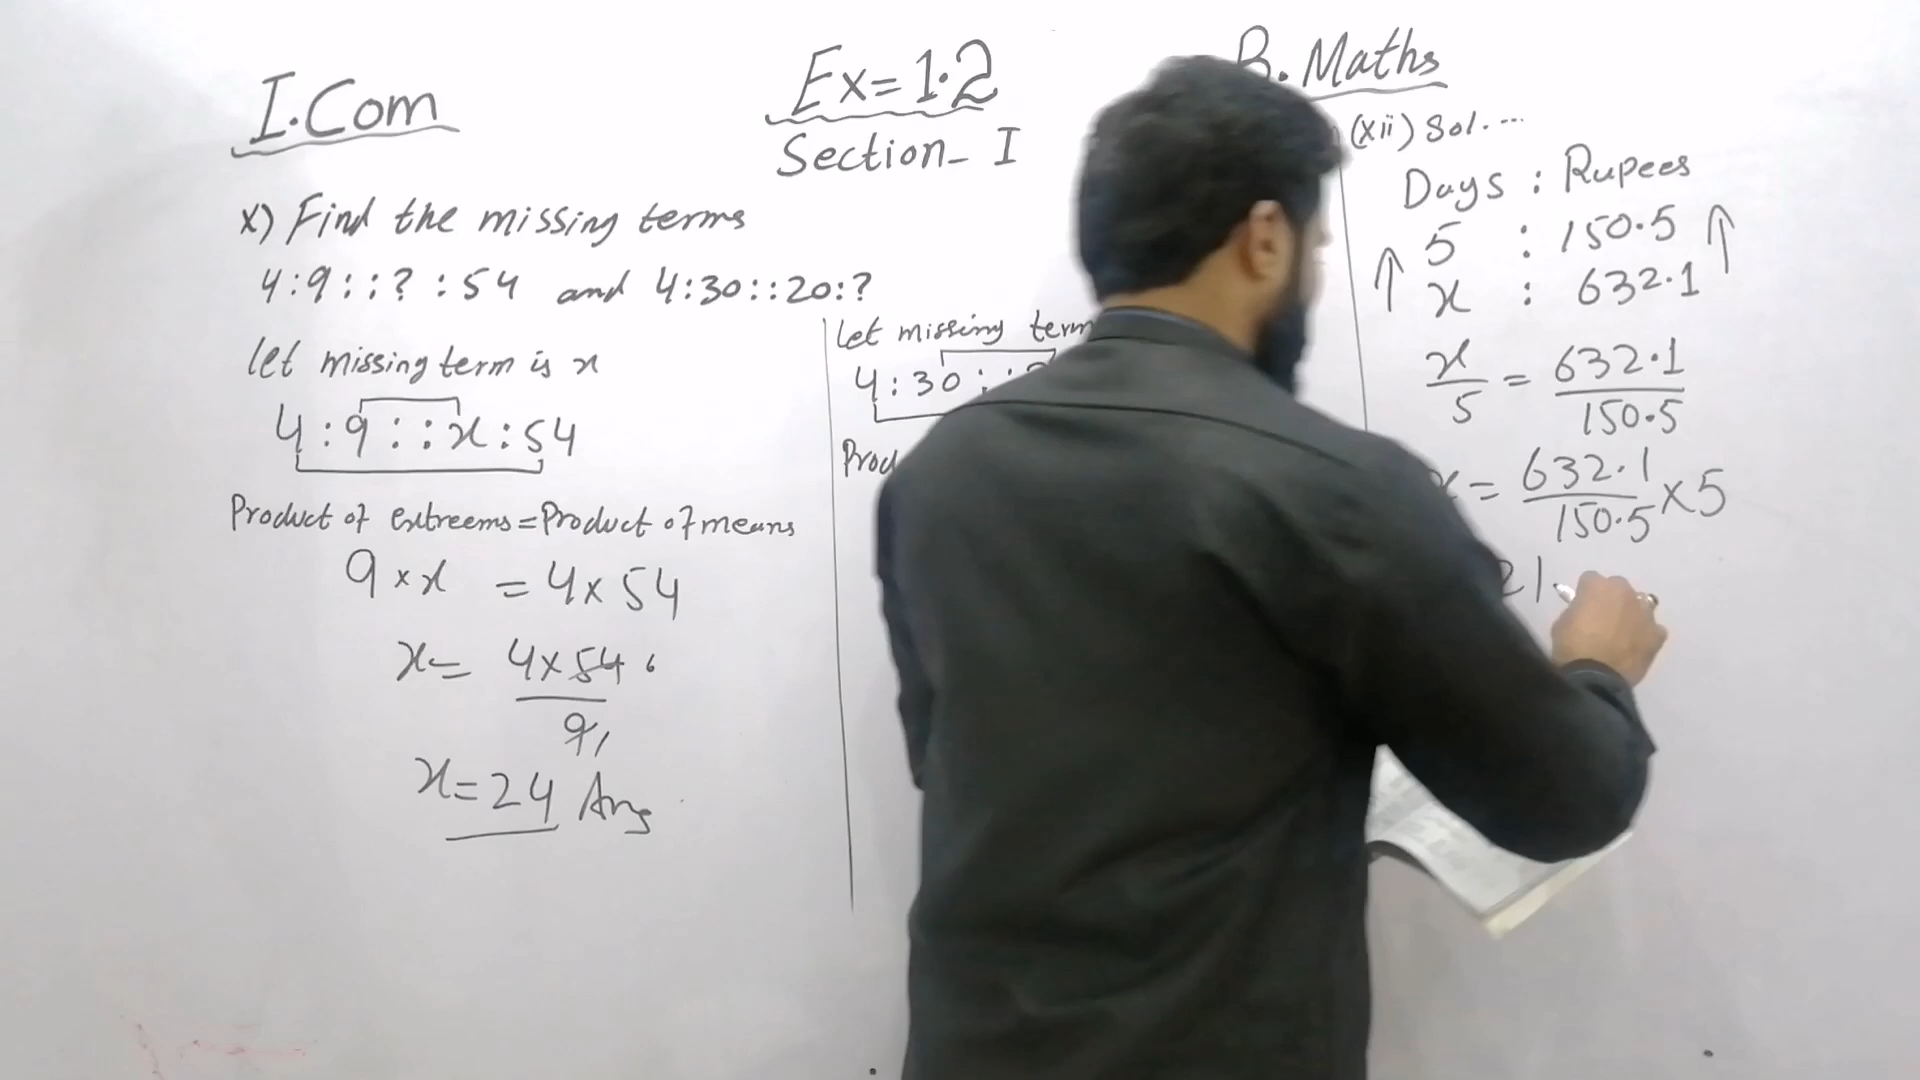 I.Com
Ex=1.2
B. Maths
Section- I
x) Find the missing terms
4:9::?:54 and 4:30::20:?
let missing term is x
4:9::x:54
Product of extreems=Product of means
9×x = 4×54
x= 4×54 6
9 1
x=24 Ans
let missing term
4:30::
(xii) Sol....
Days : Rupees
5 : 150.5
x : 632.1
x/5 = 632.1/150.5
x= 632.1/150.5 ×5
21.